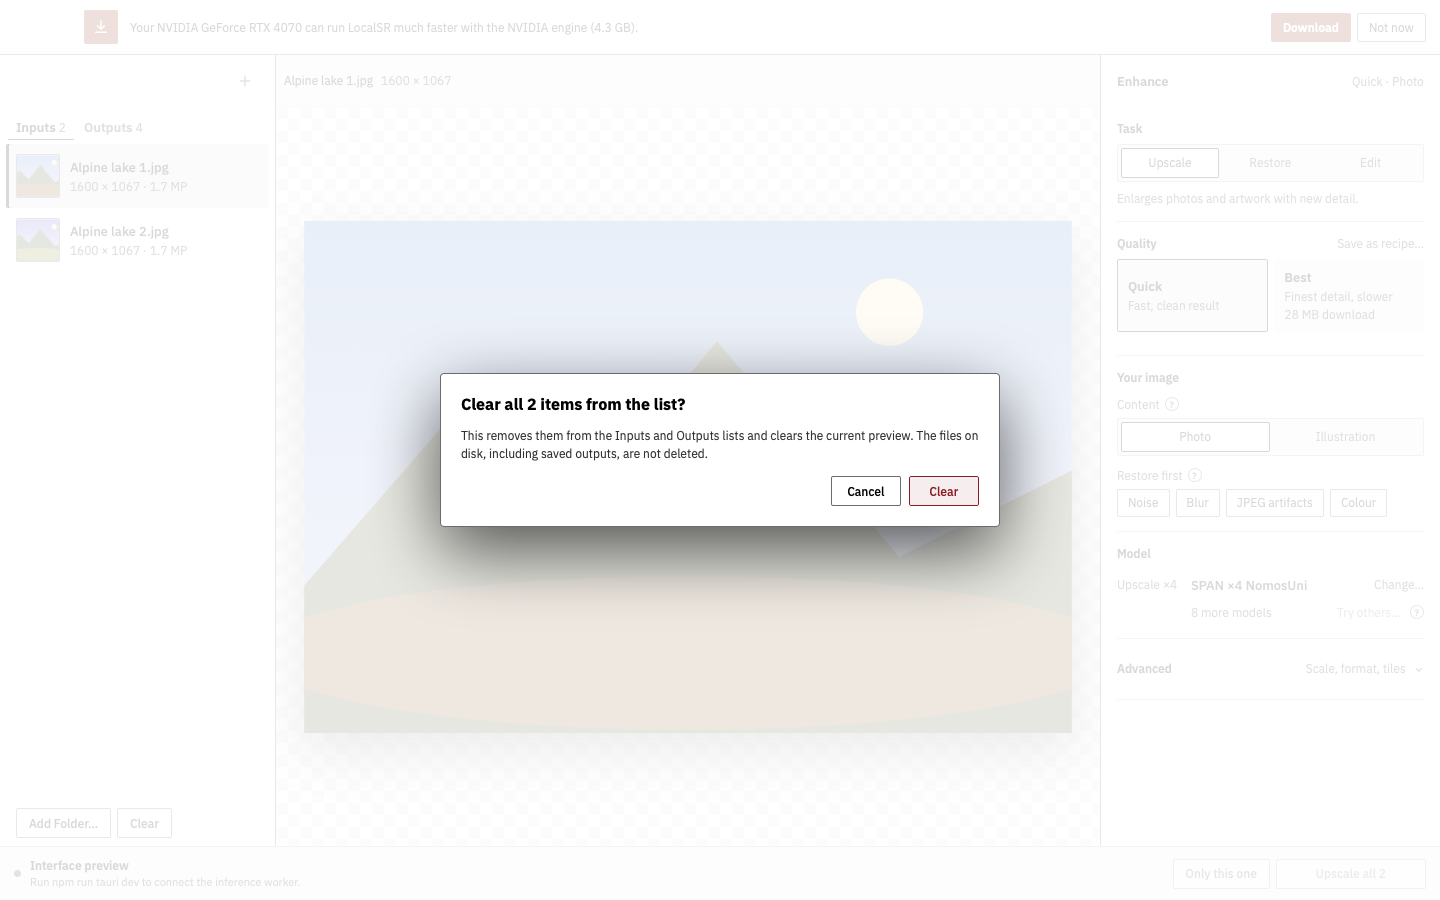 Your NVIDIA GeForce RTX 4070 can run LocalSR much faster with the NVIDIA engine (4.3 GB).
Download
Not now
+
Inputs 2
Outputs 4
Alpine lake 1.jpg
1600 × 1067 · 1.7 MP
Alpine lake 2.jpg
1600 × 1067 · 1.7 MP
Add Folder...
Clear
Alpine lake 1.jpg 1600 × 1067
Clear all 2 items from the list?
This removes them from the Inputs and Outputs lists and clears the current preview. The files on
disk, including saved outputs, are not deleted.
Cancel
Clear
Enhance
Quick · Photo
Task
Upscale
Restore
Edit
Enlarges photos and artwork with new detail.
Quality
Save as recipe...
Quick
Fast, clean result
Best
Finest detail, slower
28 MB download
Your image
Content ?
Photo
Illustration
Restore first ?
Noise
Blur
JPEG artifacts
Colour
Model
Upscale ×4
SPAN ×4 NomosUni
Change...
8 more models
Try others... ?
Advanced
Scale, format, tiles
Interface preview
Run npm run tauri dev to connect the inference worker.
Only this one
Upscale all 2